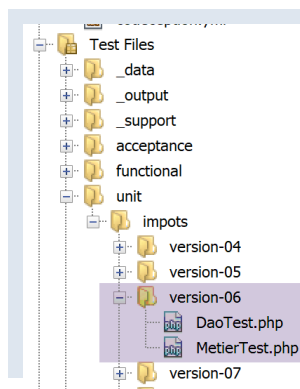 Test Files
_data
_output
_support
acceptance
functional
unit
impots
version-04
version-05
version-06
DaoTest.php
MetierTest.php
version-07